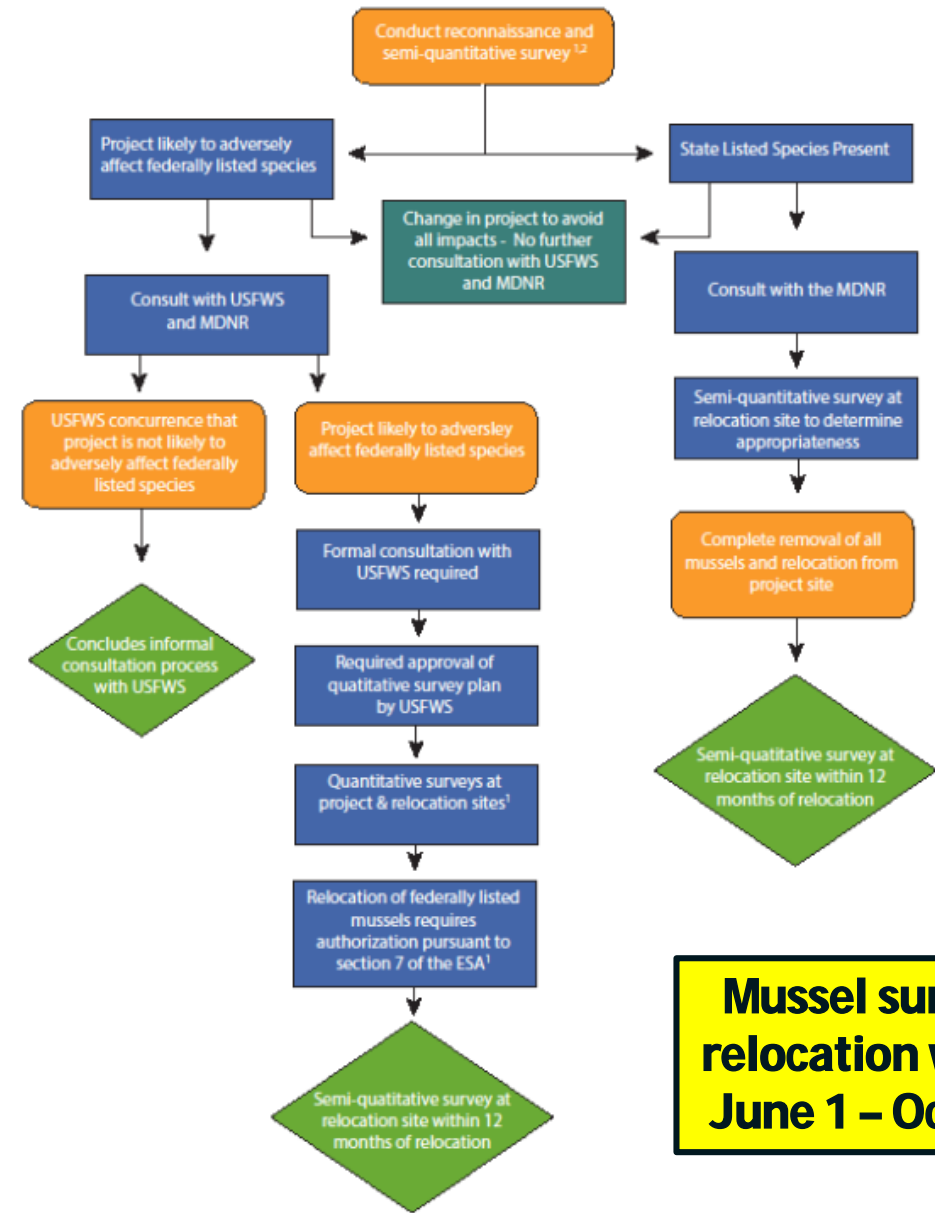 Conduct reconnaissance and
semi-quantitative survey 1,2
Project likely to adversely
affect federally listed species
State Listed Species Present
Change in project to avoid
all impacts - No further
consultation with USFWS
and MDNR
Consult with USFWS
and MDNR
Consult with the MDNR
USFWS concurrence that
project is not likely to
adversely affect federally
listed species
Project likely to adversley
affect federally listed species
Semi-quantitative survey at
relocation site to determine
appropriateness
Formal consultation with
USFWS required
Complete removal of all
mussels and relocation from
project site
Concludes informal
consultation process
with USFWS
Required approval of
quatitative survey plan
by USFWS
Semi-quatitative survey at
relocation site within 12
months of relocation
Quantitative surveys at
project & relocation sites1
Relocation of federally listed
mussels requires
authorization pursuant to
section 7 of the ESA1
Semi-quatitative survey at
relocation site within 12
months of relocation
Mussel sur
relocation
June 1 – Oc